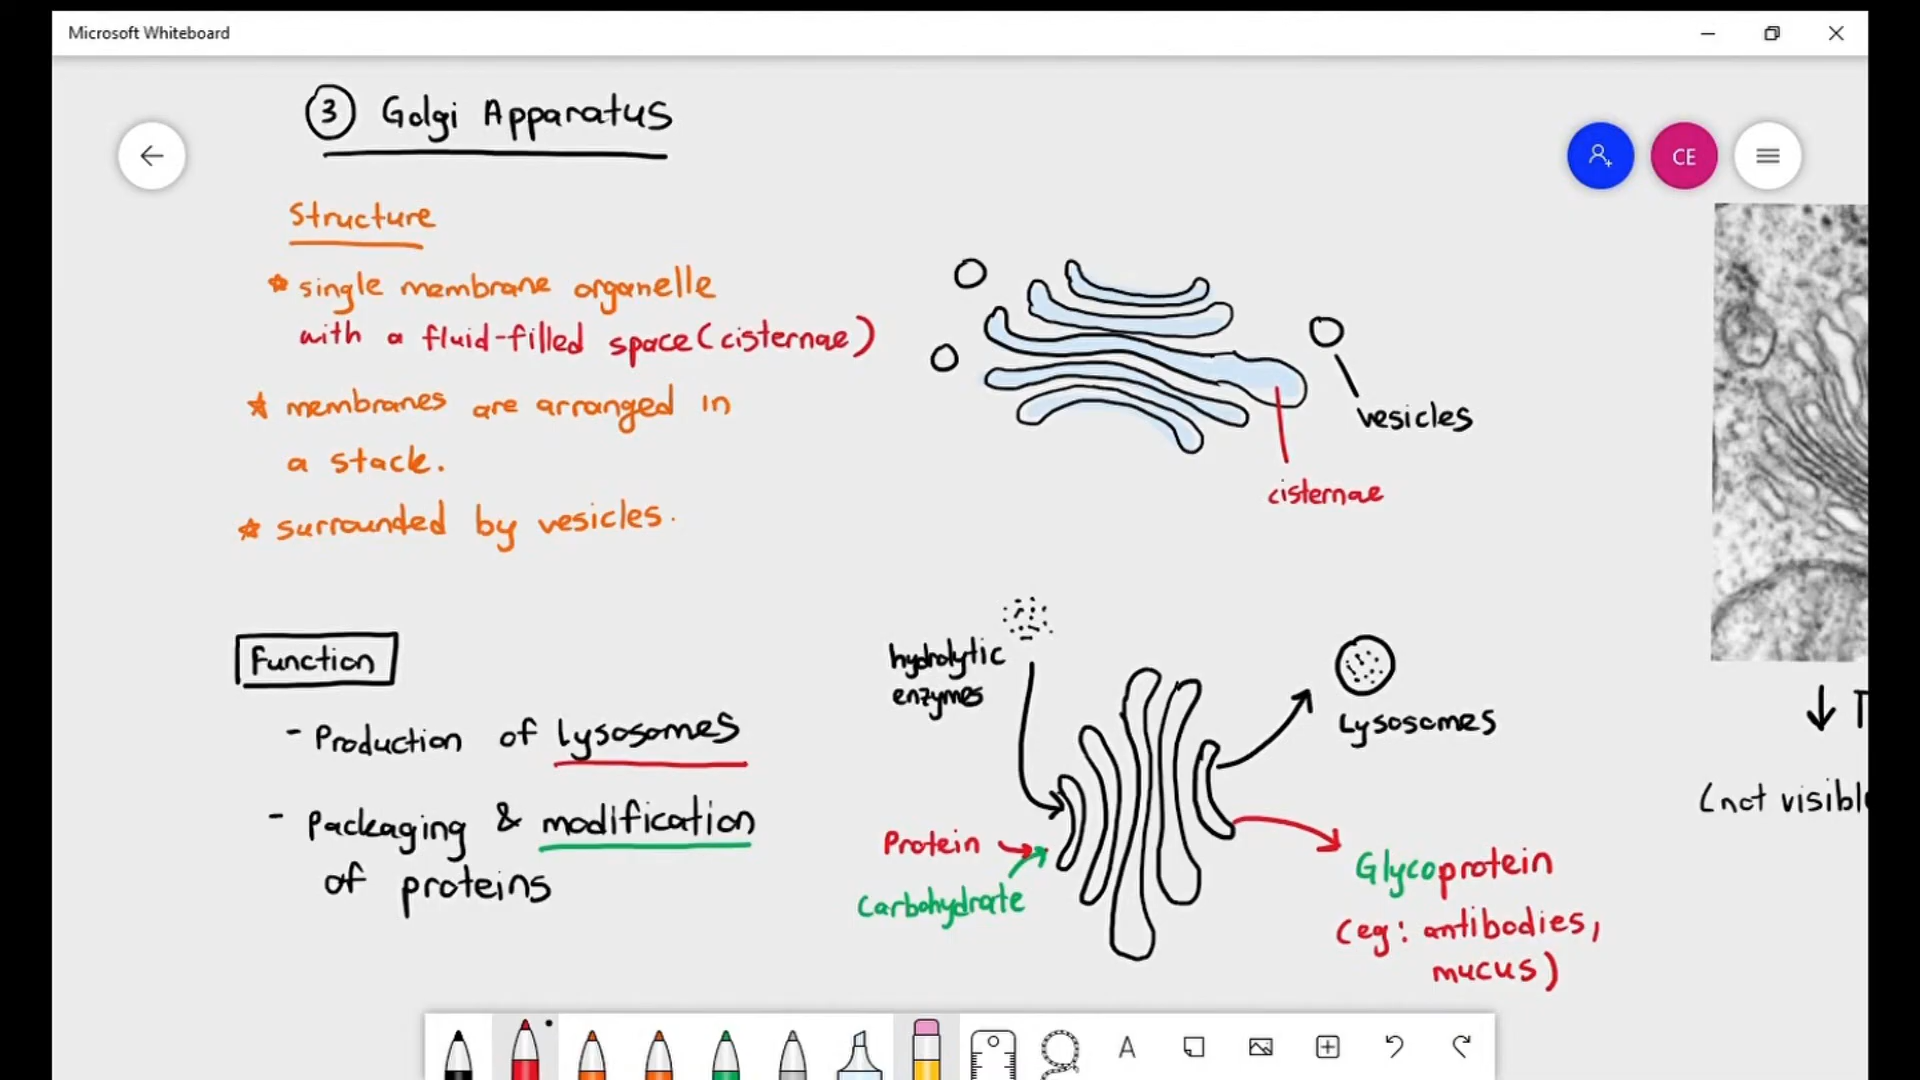 Microsoft Whiteboard
3 Golgi Apparatus
CE
Structure
single membrane organelle
with a fluid-filled space (cisternae)
membranes are arranged in
a stack.
surrounded by vesicles.
vesicles
cisternae
Function
- Production of lysosomes
- Packaging & modification
of proteins
hydrolytic
enzymes
Lysosomes
Protein
Carbohydrate
Glycoprotein
(eg: antibodies,
mucus)
(not visible
A